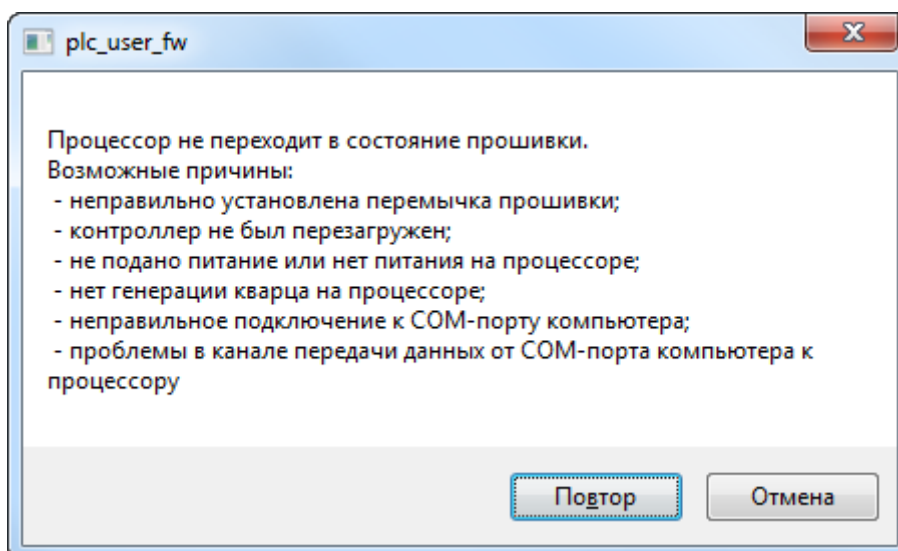 plc_user_fw
Процессор не переходит в состояние прошивки.
Возможные причины:
- неправильно установлена перемычка прошивки;
- контроллер не был перезагружен;
- не подано питание или нет питания на процессоре;
- нет генерации кварца на процессоре;
- неправильное подключение к COM-порту компьютера;
- проблемы в канале передачи данных от COM-порта компьютера к
процессору
Повтор
Отмена